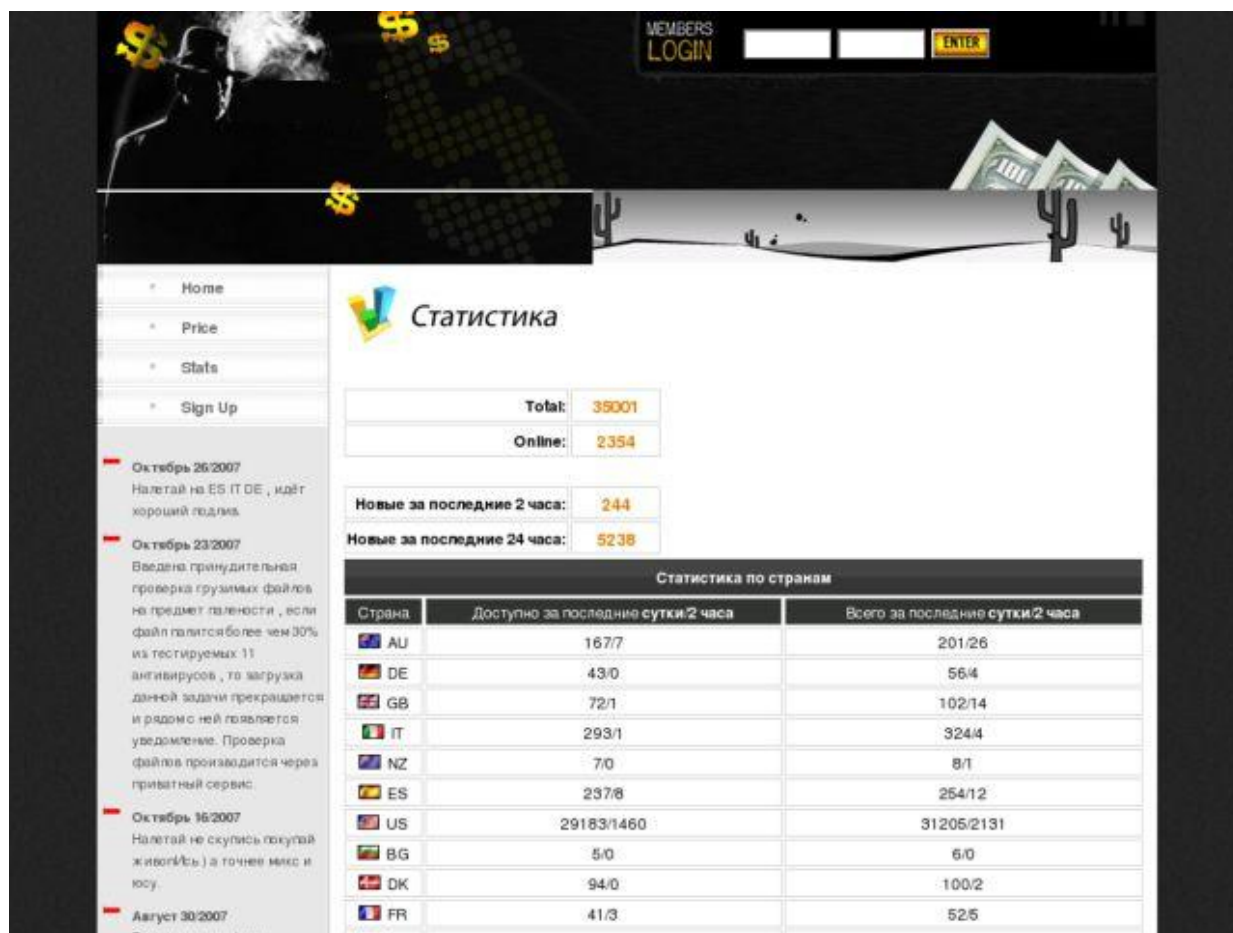 MEMBERS
LOGIN
ENTER
Home
Price
Stats
Sign Up
Октябрь 26/2007
Налетай на ES IT DE , идёт
хороший подлив.
Октябрь 23/2007
Введена принудительная
проверка грузимых файлов
на предмет палености , если
файл палится более чем 30%
из тестируемых 11
антивирусов , то загрузка
данной задачи прекращается
и рядом с ней появляется
уведомление. Проверка
файлов производится через
приватный сервис.
Октябрь 16/2007
Налетай не скупись покупай
живопИсь ) а точнее микс и
юсу.
Август 30/2007
Статистика
Total: 35001
Online: 2354
Новые за последние 2 часа: 244
Новые за последние 24 часа: 5238
Статистика по странам
Страна Доступно за последние сутки/2 часа Всего за последние сутки/2 часа
AU 167/7 201/26
DE 43/0 56/4
GB 72/1 102/14
IT 293/1 324/4
NZ 7/0 8/1
ES 237/8 254/12
US 29183/1460 31205/2131
BG 5/0 6/0
DK 94/0 100/2
FR 41/3 52/5